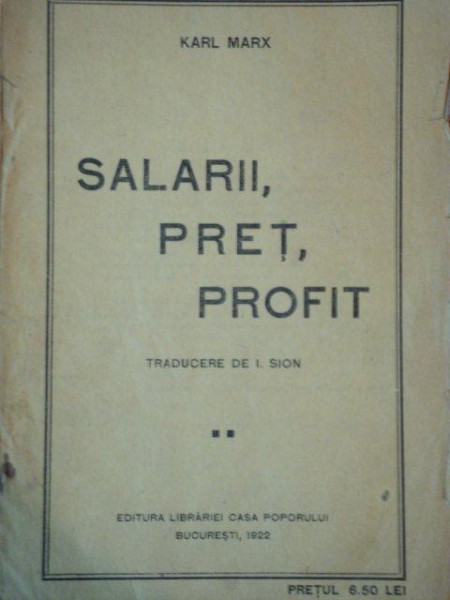 KARL MARX
SALARII,
PREȚ,
PROFIT
TRADUCERE DE I. SION
EDITURA LIBRĂRIEI CASA POPORULUI
BUCUREȘTI, 1922
PREȚUL 6.50 LEI